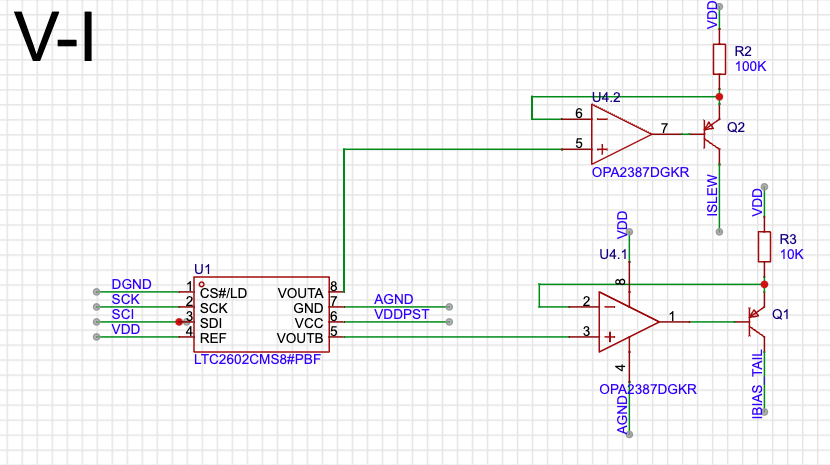 V-I
VDD
R2
100K
U4.2
6
5
7
Q2
OPA2387DGKR
ISLEW
VDD
R3
10K
VDD
U4.1
8
2
3
1
4
Q1
OPA2387DGKR
AGND
IBIAS_TAIL
U1
DGND 1 CS#/LD VOUTA 8
SCK 2 SCK GND 7 AGND
SCI 3 SDI VCC 6 VDDPST
VDD 4 REF VOUTB 5
LTC2602CMS8#PBF